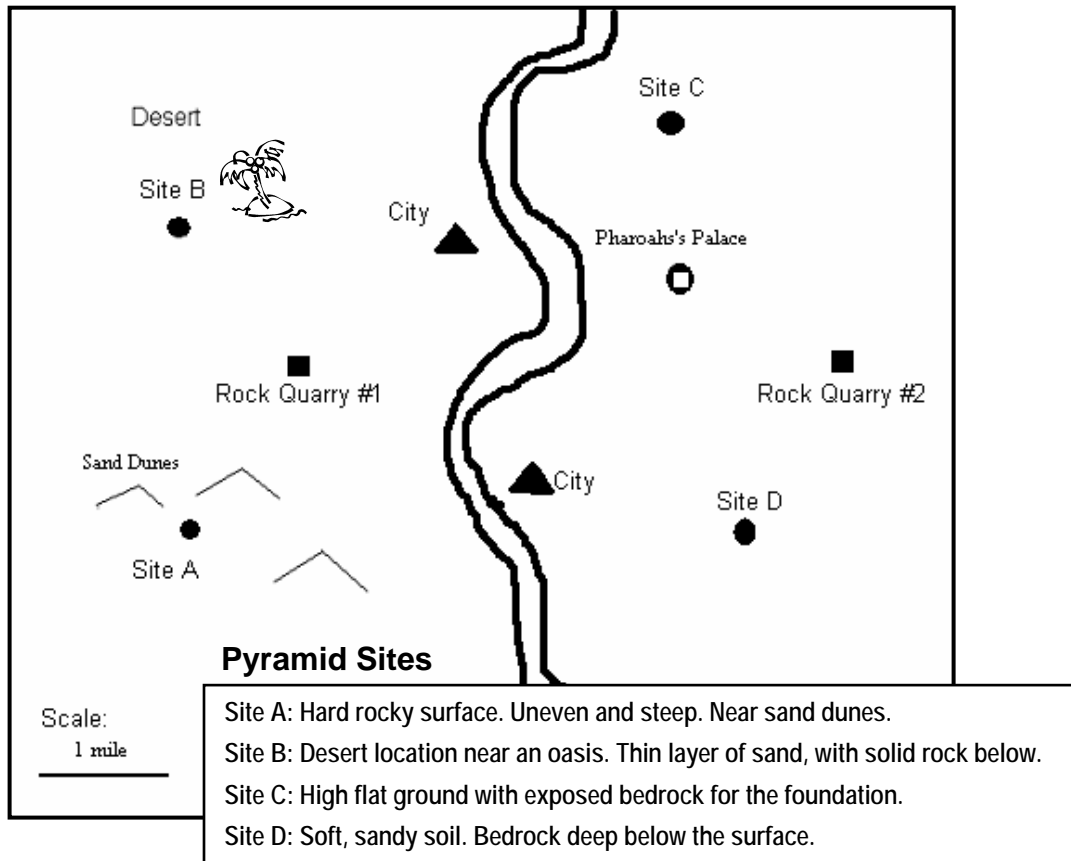 Site C
Desert
Site B
City
Pharoahs's Palace
Rock Quarry #1
Rock Quarry #2
Sand Dunes
City
Site D
Site A
Pyramid Sites
Scale:
1 mile
Site A: Hard rocky surface. Uneven and steep. Near sand dunes.
Site B: Desert location near an oasis. Thin layer of sand, with solid rock below.
Site C: High flat ground with exposed bedrock for the foundation.
Site D: Soft, sandy soil. Bedrock deep below the surface.